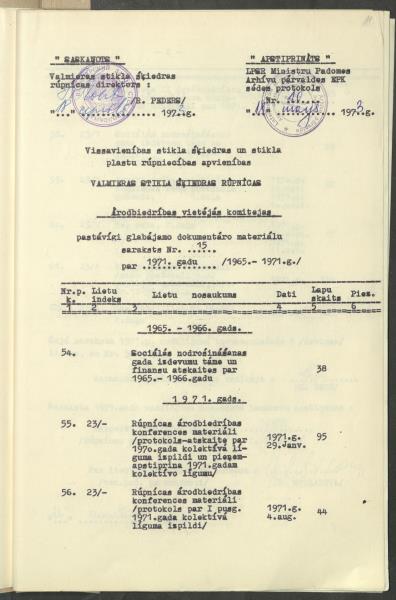 " SASKAŅOTS "
Valmieras stikla šķiedras
rūpnīcas direktors :
/R. PEDERS/
1973.g.
" APSTIPRINĀTS "
LPSR Ministru Padomes
Arhīvu pārvaldes EPK
sēdes protokols
Nr. 10
" 18 " maijs 1973.g.
Vissavienības stikla šķiedras un stikla
plastu rūpniecības apvienības
VALMIERAS STIKLA ŠĶIEDRAS RŪPNĪCAS
Arodbiedrības vietējās komitejas
pastāvīgi glabājamo dokumentāro materiālu
saraksts Nr. 15
par 1971. gadu /1965.- 1971.g./
Nr.p. Lietu Lietu nosaukums Dati Lapu Piez.
k. indeks skaits
1 2 3 4 5 6
1965. - 1966. gads.
54. Sociālās nodrošināšanas
gada izdevumu tāme un
finansu atskaites par
1965.- 1966.gadu 38
1971. gads.
55. 23/- Rūpnīcas arodbiedrības
konferences materiāli
/protokols-atskaite par 1971.g. 95
197o.gada kolektīvā lī- 29.janv.
guma izpildi un pieņem-
apstiprina 1971.gadam
kolektīvo līgumu/
56. 23/- Rūpnīcas arodbiedrības
konferences materiāli
/protokols par I pusg. 1971.g. 44
1971.gada kolektīvā 4.aug.
līguma izpildi/